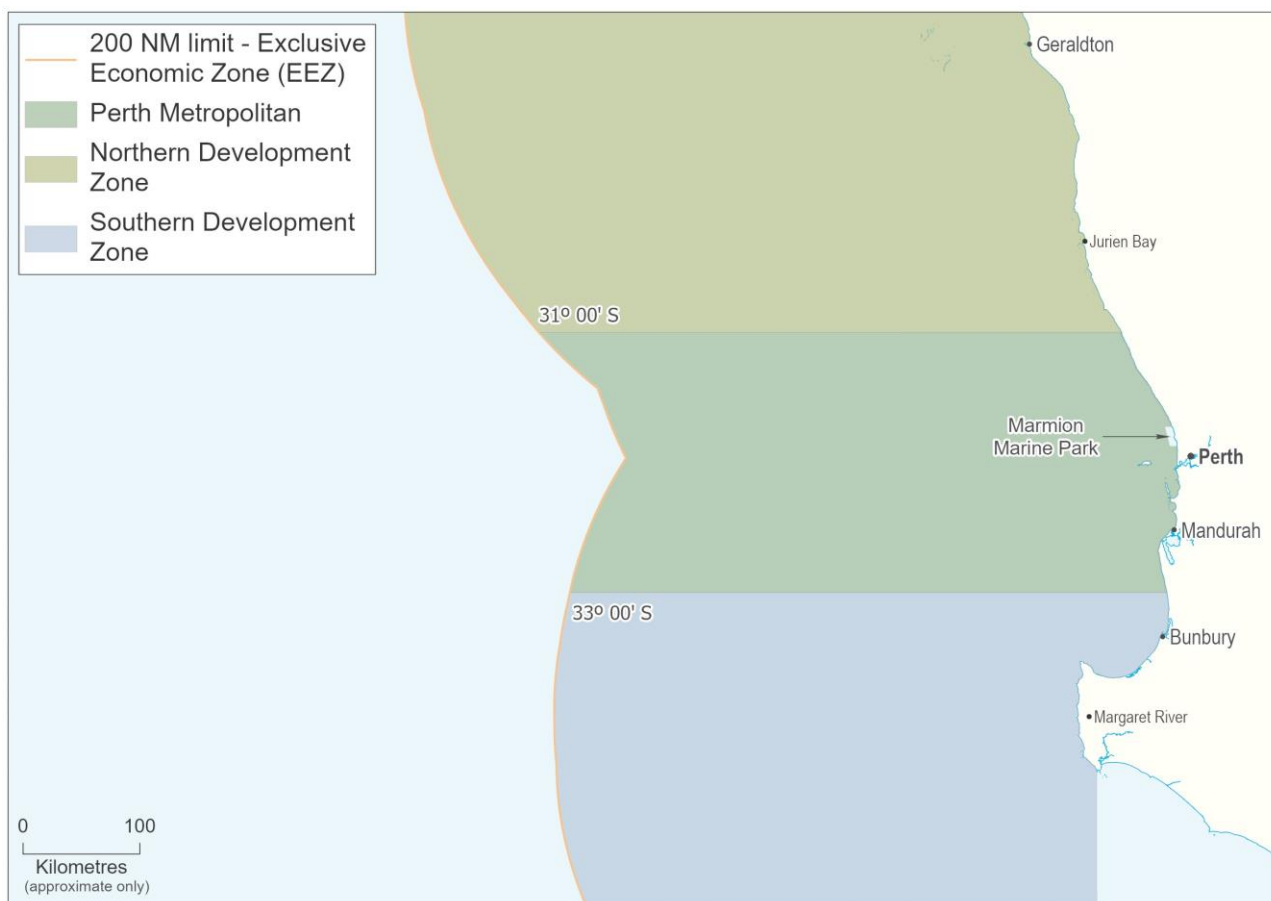 200 NM limit - Exclusive
Economic Zone (EEZ)
Perth Metropolitan
Northern Development
Zone
Southern Development
Zone
Geraldton
Jurien Bay
31º 00' S
Marmion
Marine Park
Perth
Mandurah
33º 00' S
Bunbury
Margaret River
0 100
Kilometres
(approximate only)